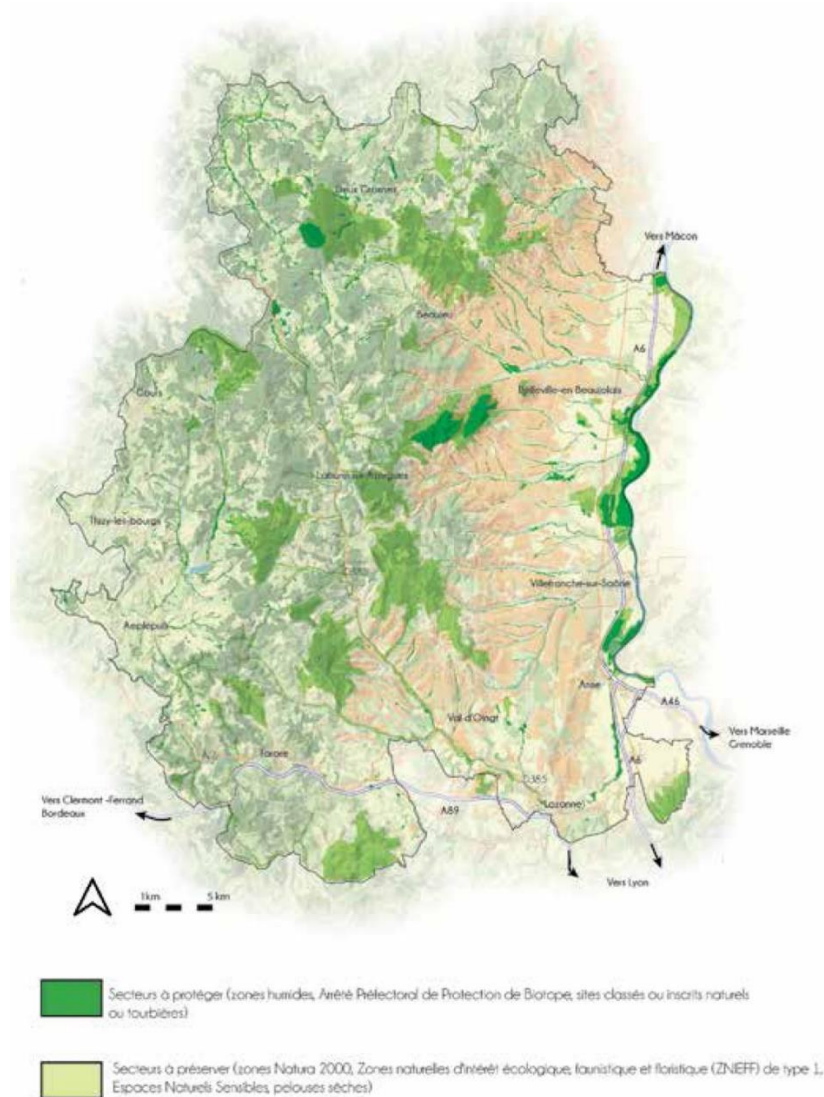 Deux Grosnes
Vers Mâcon
Beaujeu
A6
Belleville-en Beaujolais
Cours
Lamure-sur-Azergues
Thizy-les-bourgs
Villefranche-sur-Saône
Amplepuis
Anse
A46
Val-d'Oingt
Vers Marseille
Grenoble
Tarare
A6
D385
(Lozanne)
Vers Clermont -Ferrand
Bordeaux
A89
Vers Lyon
1km 5 km
Secteurs à protéger (zones humides, Arrêté Préfectoral de Protection de Biotope, sites classés ou inscrits naturels
ou tourbières)
Secteurs à préserver (zones Natura 2000, Zones naturelles d'intérêt écologique, faunistique et floristique (ZNIEFF) de type 1,
Espaces Naturels Sensibles, pelouses sèches)